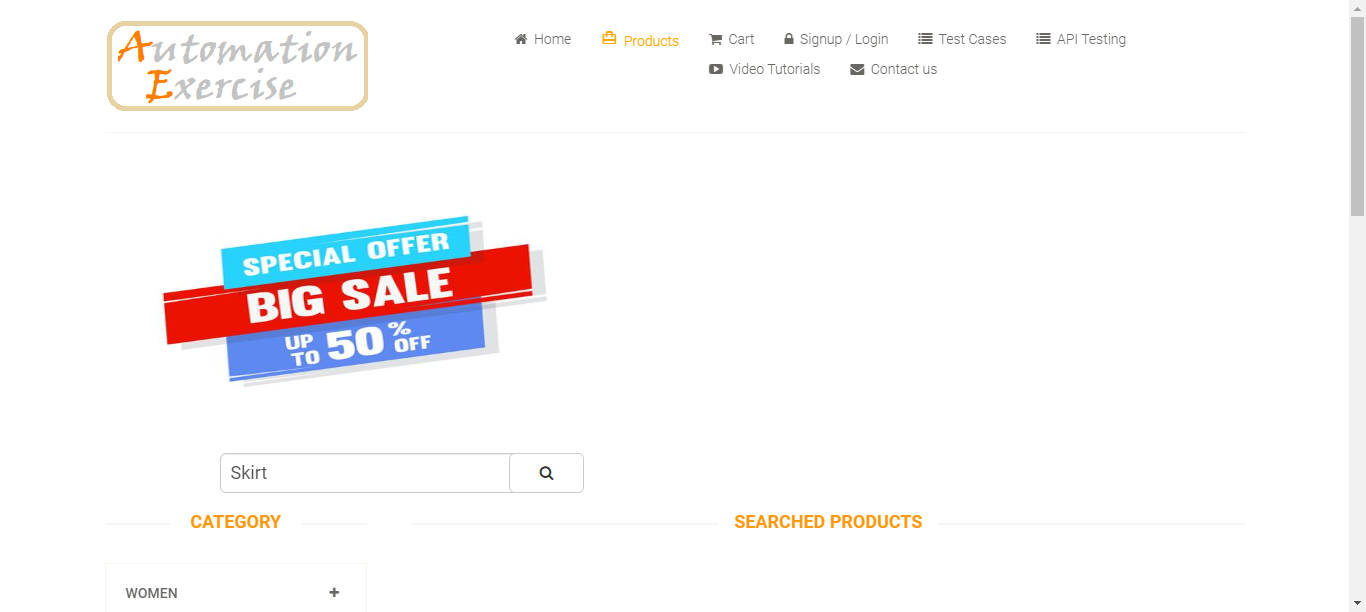 Automation
Exercise
Home
Products
Cart
Signup / Login
Test Cases
API Testing
Video Tutorials
Contact us
SPECIAL OFFER
BIG SALE
UP TO 50% OFF
Skirt
CATEGORY
SEARCHED PRODUCTS
WOMEN